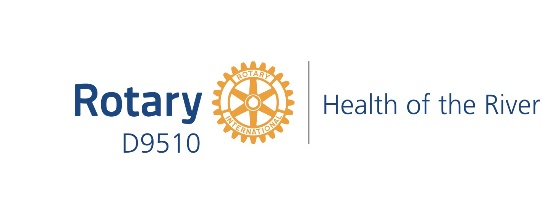 Rotary
D9510
ROTARY
INTERNATIONAL
Health of the River